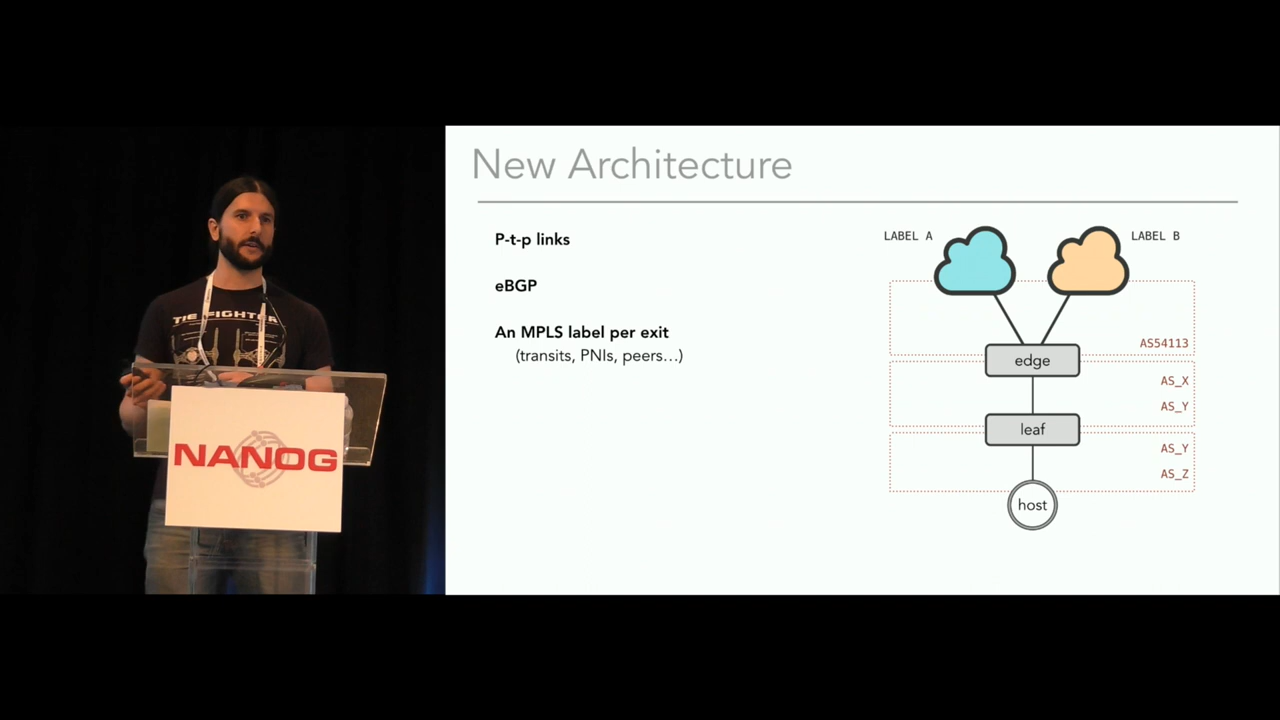 New Architecture
P-t-p links
eBGP
An MPLS label per exit
(transits, PNIs, peers...)
LABEL A
LABEL B
AS54113
edge
AS_X
AS_Y
leaf
AS_Y
AS_Z
host
TIE FIGHTER
NANOG